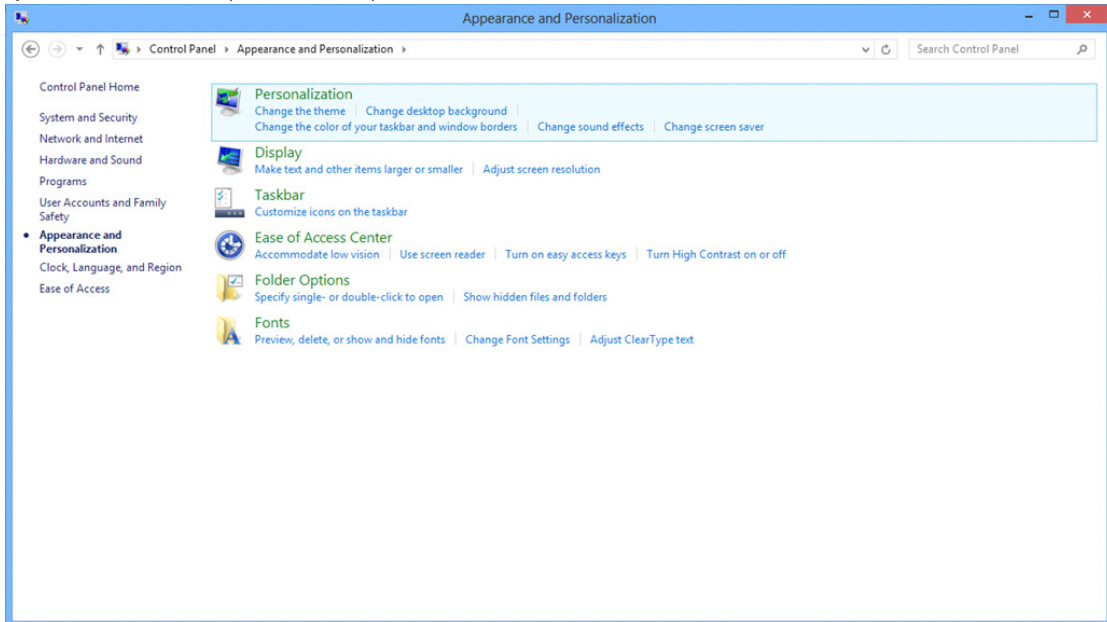 Appearance and Personalization
Control Panel Appearance and Personalization
Search Control Panel
Control Panel Home
System and Security
Network and Internet
Hardware and Sound
Programs
User Accounts and Family
Safety
Appearance and
Personalization
Clock, Language, and Region
Ease of Access
Personalization
Change the theme Change desktop background
Change the color of your taskbar and window borders Change sound effects Change screen saver
Display
Make text and other items larger or smaller Adjust screen resolution
Taskbar
Customize icons on the taskbar
Ease of Access Center
Accommodate low vision Use screen reader Turn on easy access keys Turn High Contrast on or off
Folder Options
Specify single- or double-click to open Show hidden files and folders
Fonts
Preview, delete, or show and hide fonts Change Font Settings Adjust ClearType text